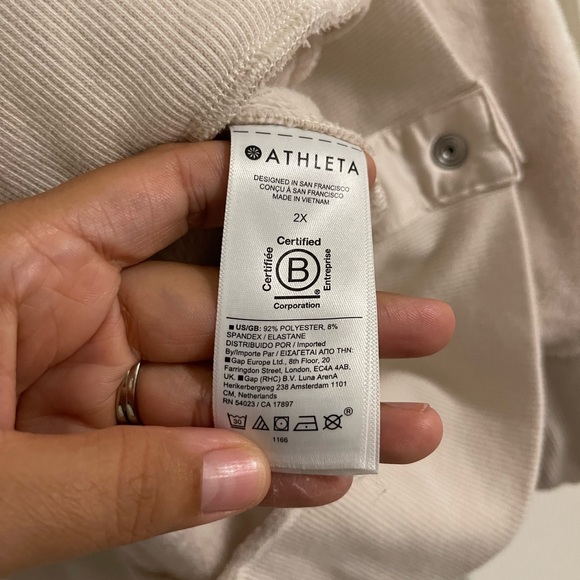 ATHLETA
DESIGNED IN SAN FRANCISCO
CONÇU À SAN FRANCISCO
MADE IN VIETNAM
2X
Certified
Certifiée
B
Entreprise
®
Corporation
■ US/GB: 92% POLYESTER, 8%
SPANDEX / ELASTANE
DISTRIBUIDO POR / Imported
By/Importe Par / ΕΙΣΑΓΕΤΑΙ ΑΠΟ ΤΗΝ:
■ Gap Europe Ltd., 8th Floor, 20
Farringdon Street, London, EC4A 4AB,
UK. ■ Gap (RHC) B.V. Luna ArenA
Herikerbergweg 238 Amsterdam 1101
CM, Netherlands
RN 54023 / CA 17897
30
®
1166